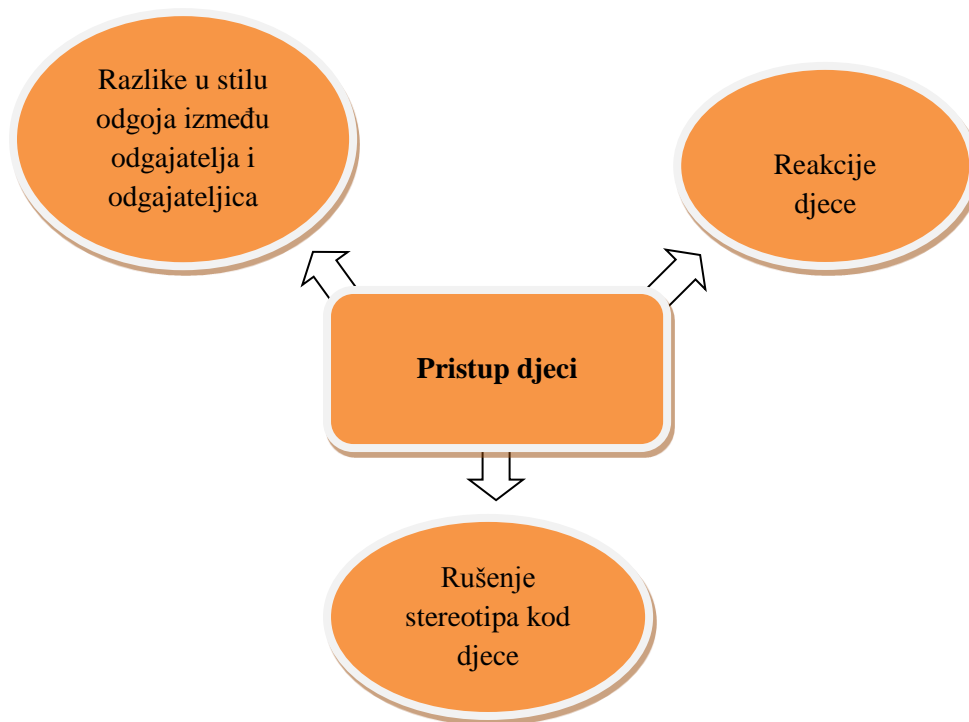 Razlike u stilu
odgoja između
odgajatelja i
odgajateljica
Reakcije
djece
Pristup djeci
Rušenje
stereotipa kod
djece